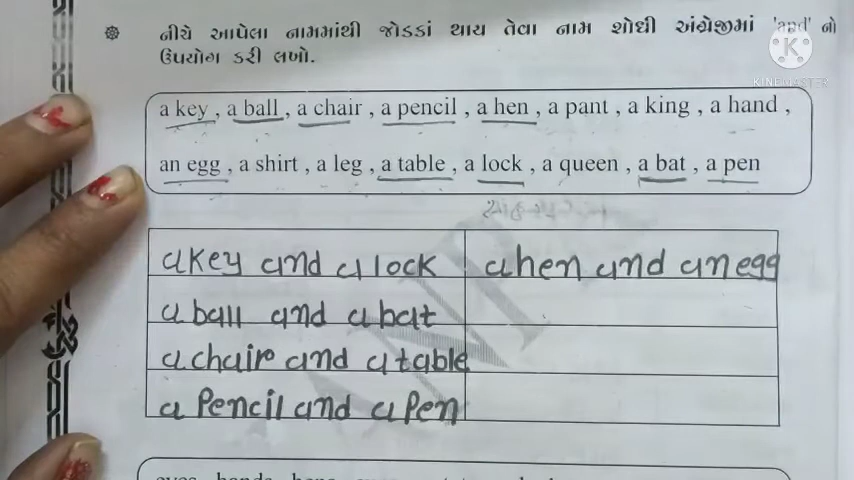 નીચે આપેલા નામમાંથી જોડકાં થાય તેવા નામ શોધી અંગ્રેજીમાં 'and' નો
ઉપયોગ કરી લખો.
K
KINEMASTER
a key , a ball , a chair , a pencil , a hen , a pant , a king , a hand ,
an egg , a shirt , a leg , a table , a lock , a queen , a bat , a pen
a key and a lock
a hen and an egg
a ball and a bat
a chair and a table
a Pencil and a Pen